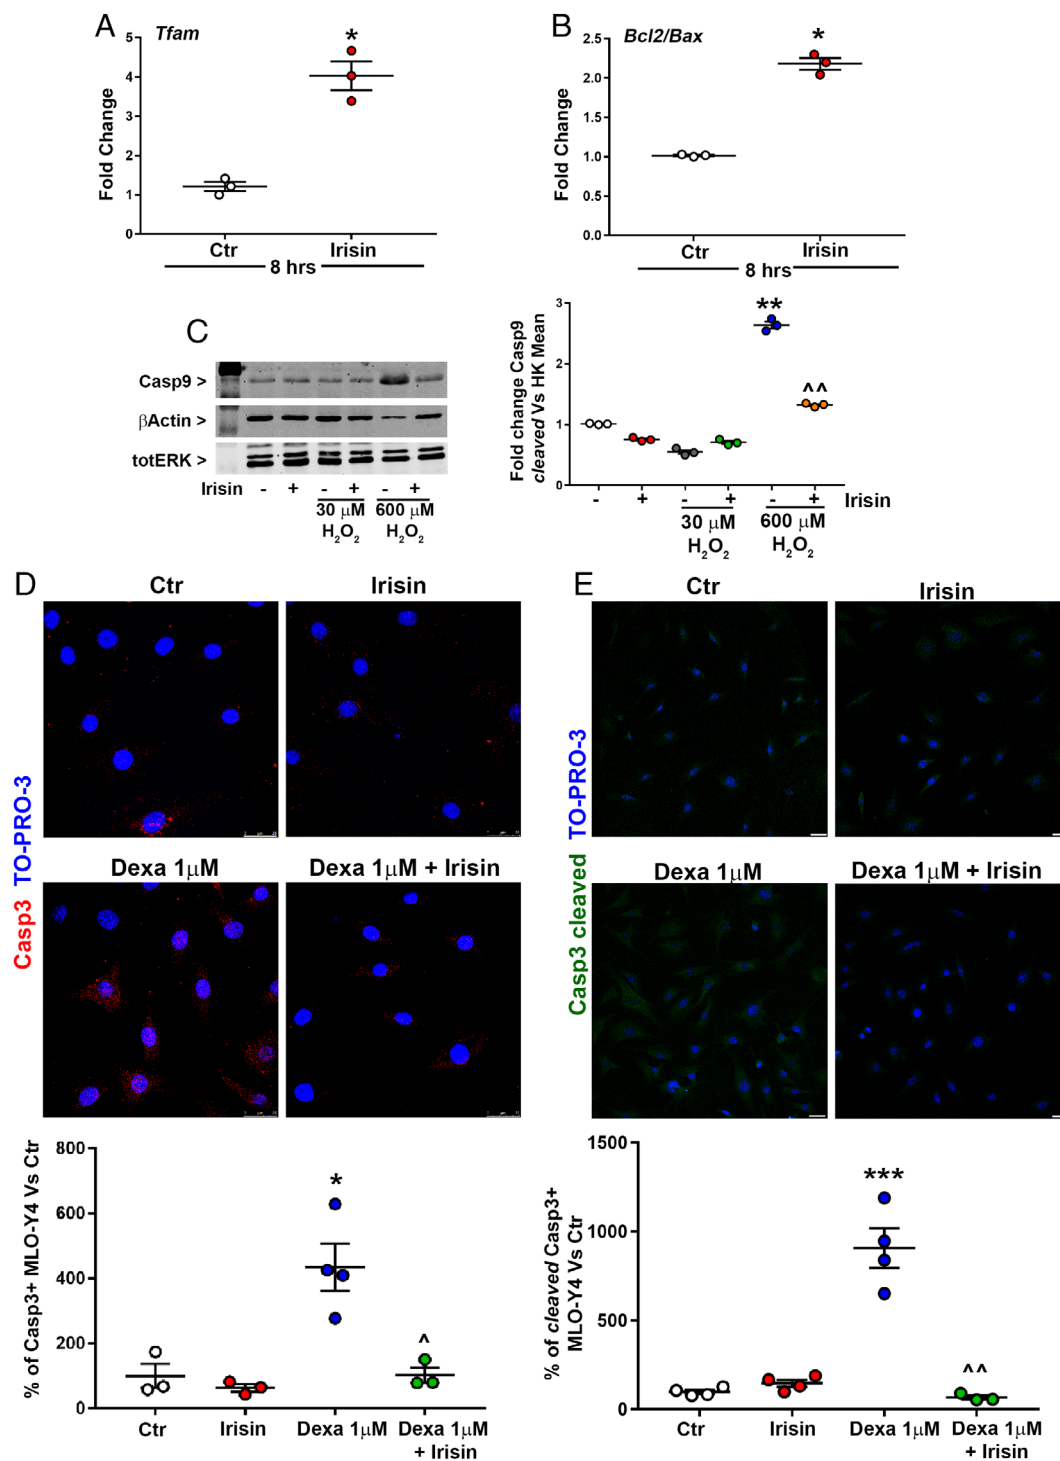 A
Tfam
*
Fold Change
5
4
3
2
1
0
Ctr
Irisin
8 hrs
B
Bcl2/Bax
*
Fold Change
2.5
2.0
1.5
1.0
0.5
0.0
Ctr
Irisin
8 hrs
C
Casp9 >
βActin >
totERK >
Irisin - + - + - +
30 μM 600 μM
H2O2 H2O2
Fold change Casp9
cleaved Vs HK Mean
3
2
1
0
**
^^
- + - + - + Irisin
30 μM 600 μM
H2O2 H2O2
D
Ctr Irisin
Casp3 TO-PRO-3
Dexa 1μM Dexa 1μM + Irisin
% of Casp3+ MLO-Y4 Vs Ctr
800
600
400
200
0
*
^
Ctr Irisin Dexa 1μM Dexa 1μM
+ Irisin
E
Ctr Irisin
Casp3 cleaved TO-PRO-3
Dexa 1μM Dexa 1μM + Irisin
% of cleaved Casp3+
MLO-Y4 Vs Ctr
1500
1000
500
0
***
^^
Ctr Irisin Dexa 1μM Dexa 1μM
+ Irisin